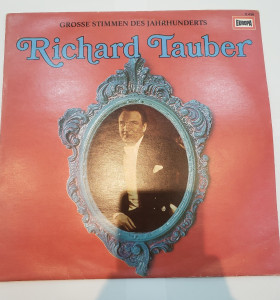 GROSSE STIMMEN DES JAHRHUNDERTS
EUROPA
Richard Tauber